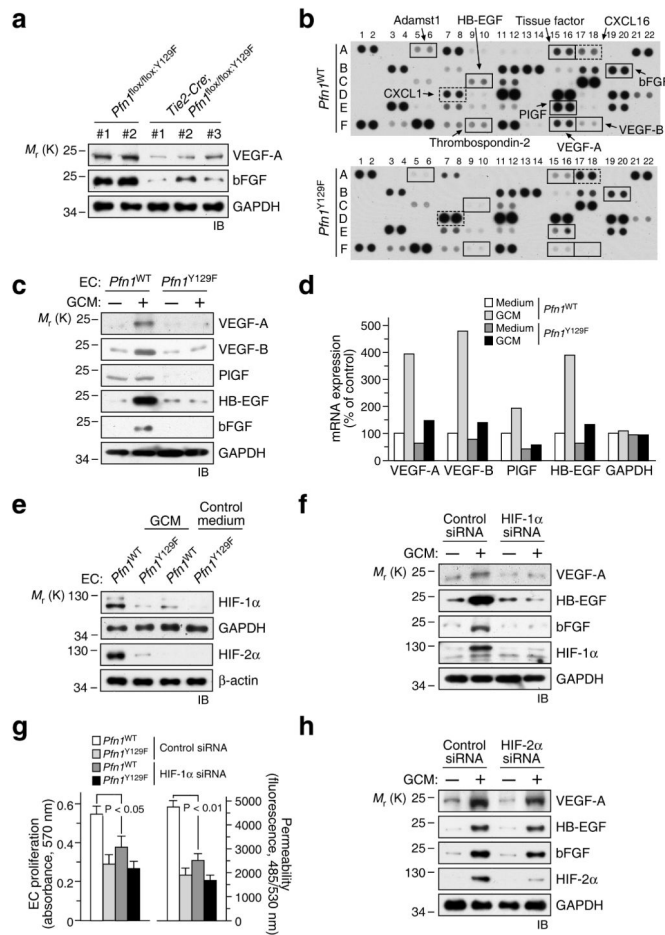 a
Pfn1flox/flox:Y129F
Tie2-Cre;
Pfn1flox/flox:Y129F
#1 #2 #1 #2 #3
Mr (K)
25
VEGF-A
25
bFGF
34
GAPDH
IB
b
Adamst1
HB-EGF
Tissue factor
CXCL16
1 2 3 4 5 6 7 8 9 10 11 12 13 14 15 16 17 18 19 20 21 22
Pfn1WT
A
B
C
D
E
F
CXCL1
bFGF
PlGF
VEGF-B
Thrombospondin-2
VEGF-A
1 2 3 4 5 6 7 8 9 10 11 12 13 14 15 16 17 18 19 20 21 22
Pfn1Y129F
A
B
C
D
E
F
c
EC: Pfn1WT Pfn1Y129F
GCM: — + — +
Mr (K)
25
VEGF-A
25
VEGF-B
25
PlGF
25
HB-EGF
25
bFGF
34
GAPDH
IB
d
Medium
GCM
Pfn1WT
Medium
GCM
Pfn1Y129F
mRNA expression
(% of control)
500
400
300
200
100
0
VEGF-A VEGF-B PlGF HB-EGF GAPDH
e
GCM
Control
medium
EC:
Pfn1WT Pfn1Y129F Pfn1WT Pfn1Y129F
Mr (K)
130
HIF-1α
34
GAPDH
130
HIF-2α
34
β-actin
IB
f
Control
siRNA
HIF-1α
siRNA
GCM: — + — +
Mr (K)
25
VEGF-A
25
HB-EGF
25
bFGF
130
HIF-1α
34
GAPDH
IB
g
Pfn1WT
Pfn1Y129F
Control siRNA
Pfn1WT
Pfn1Y129F
HIF-1α siRNA
EC proliferation
(absorbance, 570 nm)
0.6
0.4
0.2
0
P < 0.05
P < 0.01
5000
4000
3000
2000
1000
0
Permeability
(fluorescence, 485/530 nm)
h
Control
siRNA
HIF-2α
siRNA
GCM: — + — +
Mr (K)
25
VEGF-A
25
HB-EGF
25
bFGF
130
HIF-2α
34
GAPDH
IB